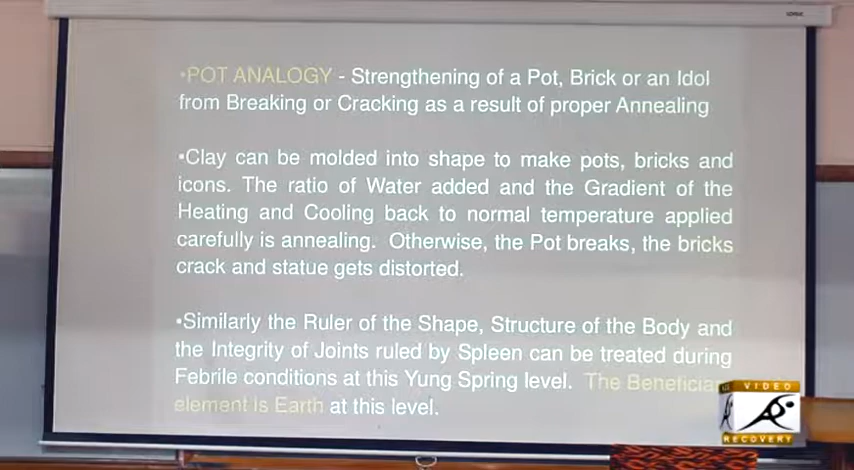 •POT ANALOGY - Strengthening of a Pot, Brick or an Idol
from Breaking or Cracking as a result of proper Annealing
•Clay can be molded into shape to make pots, bricks and
icons. The ratio of Water added and the Gradient of the
Heating and Cooling back to normal temperature applied
carefully is annealing. Otherwise, the Pot breaks, the bricks
crack and statue gets distorted.
•Similarly the Ruler of the Shape, Structure of the Body and
the Integrity of Joints ruled by Spleen can be treated during
Febrile conditions at this Yung Spring level. The
element is Earth at this level.
VIDEO
RECOVERY